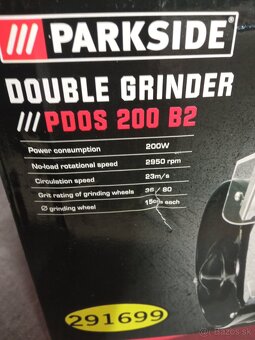 /// PARKSIDE®
DOUBLE GRINDER
/// PDOS 200 B2
Power consumption 200W
No-load rotational speed 2950 rpm
Circulation speed 23m/s
Grit rating of grinding wheels 36 / 80
Ø grinding wheel each
291699
bazos.sk